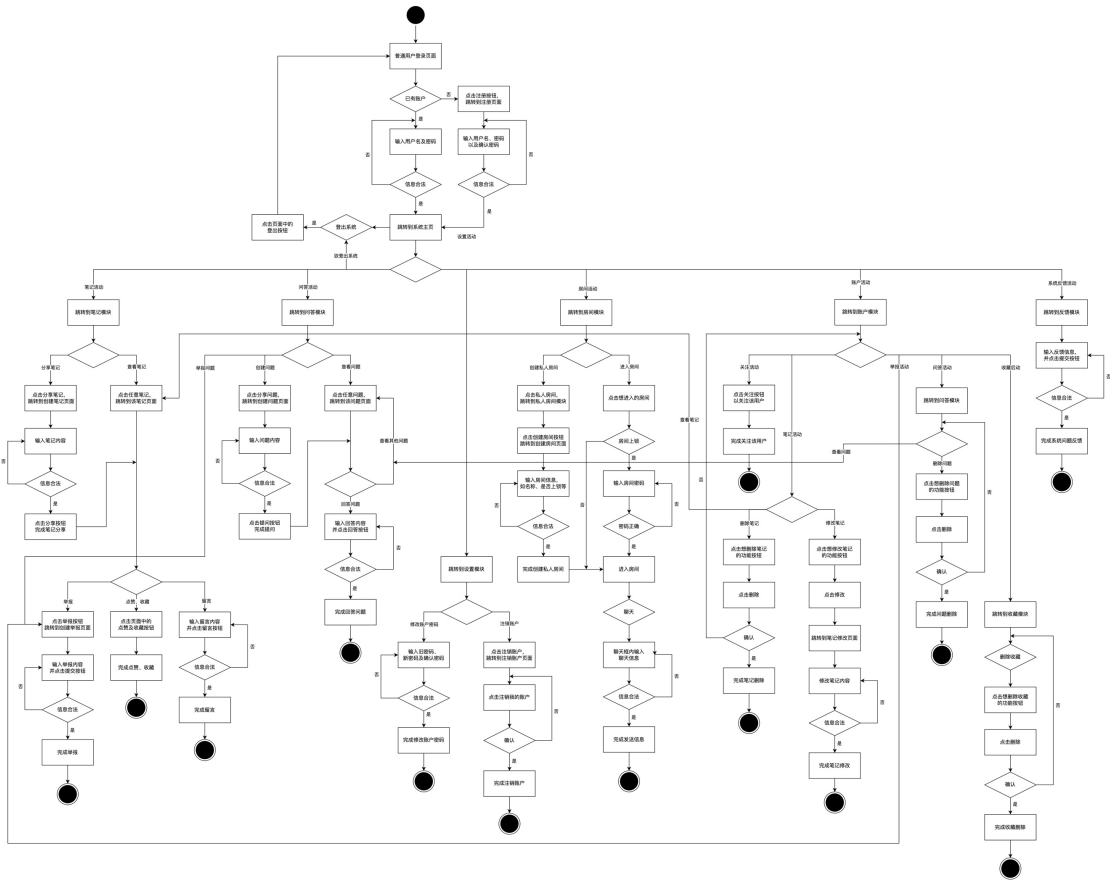 普通用户登录页面
已有账户
否
点击注册按钮，
跳转到注册页面
是
输入用户名及密码
输入用户名、密码
以及确认密码
否
否
信息合法
信息合法
是
是
点击页面中的
登出按钮
是
登出系统
跳转到系统主页
设置活动
欲登出系统
笔记活动
问答活动
房间活动
账户活动
系统反馈活动
跳转到笔记模块
跳转到问答模块
跳转到房间模块
跳转到账户模块
跳转到反馈模块
分享笔记
查看笔记
举报问题
创建问题
查看问题
创建私人房间
进入房间
关注活动
举报活动
问答活动
收藏启动
输入反馈信息，
并点击提交按钮
否
点击分享笔记，
跳转到创建笔记页面
点击任意笔记，
跳转到该笔记页面
点击分享问题，
跳转到创建问题页面
点击任意问题，
跳转到该问题页面
点击私人房间，
跳转到私人房间模块
点击想进入的房间
点击关注按钮
以关注该用户
跳转到问答模块
信息合法
是
查看笔记
笔记活动
输入笔记内容
输入问题内容
查看其他问题
点击创建房间按钮
跳转到创建房间页面
房间上锁
完成关注该用户
完成系统问题反馈
查看问题
否
信息合法
是
否
信息合法
是
是
删除问题
输入房间信息，
如名称、是否上锁等
输入房间密码
点击想删除问题
的功能按钮
否
否
否
否
否
回答问题
点击分享按钮
完成笔记分享
点击提问按钮
完成提问
输入回答内容
并点击回答按钮
信息合法
是
密码正确
是
删除笔记
修改笔记
点击删除
否
信息合法
是
跳转到设置模块
完成创建私人房间
进入房间
点击想删除笔记
的功能按钮
点击想修改笔记
的功能按钮
确认
是
举报
点赞、收藏
留言
点击删除
点击修改
完成问题删除
跳转到收藏模块
点击举报按钮
跳转到创建举报页面
点击页面中的
点赞及收藏按钮
输入留言内容
并点击留言按钮
完成回答问题
修改账户密码
注销账户
聊天
确认
是
跳转到笔记修改页面
否
输入举报内容
并点击提交按钮
完成点赞、收藏
信息合法
是
输入旧密码、
新密码及确认密码
点击注销账户，
跳转到注销账户页面
聊天框内输入
聊天信息
删除收藏
否
否
完成笔记删除
修改笔记内容
信息合法
是
完成留言
信息合法
是
点击注销我的账户
否
信息合法
是
否
点击想删除收藏
的功能按钮
否
信息合法
是
否
完成举报
完成修改账户密码
确认
是
完成发送信息
完成笔记修改
点击删除
完成注销账户
确认
是
完成收藏删除